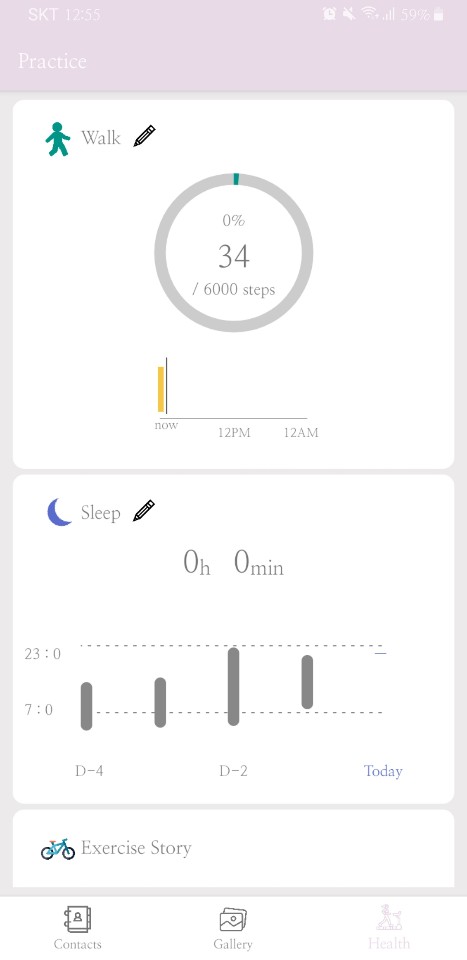 SKT 12:55
59%
Practice
Walk
0%
34
/ 6000 steps
now
12PM
12AM
Sleep
0h 0min
23 : 0
7 : 0
D-4
D-2
Today
Exercise Story
Contacts
Gallery
Health